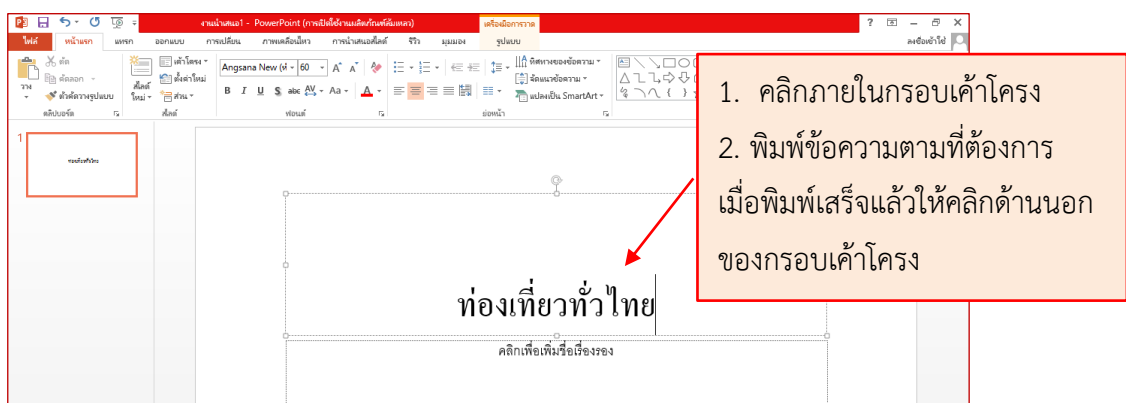 งานนำเสนอ1 - PowerPoint (การเปิดใช้งานผลิตภัณฑ์ล้มเหลว)
เครื่องมือการวาด
ไฟล์ หน้าแรก แทรก ออกแบบ การเปลี่ยน ภาพเคลื่อนไหว การนำเสนอสไลด์ รีวิว มุมมอง รูปแบบ
ลงชื่อเข้าใช้
วาง
ตัด
คัดลอก
ตัวคัดวางรูปแบบ
คลิปบอร์ด
สไลด์ใหม่
เค้าโครง
ตั้งค่าใหม่
ส่วน
สไลด์
Angsana New (หั 60
B I U S abc AV Aa A
ฟอนต์
ทิศทางของข้อความ
จัดแนวข้อความ
แปลงเป็น SmartArt
ย่อหน้า
1
ท่องเที่ยวทั่วไทย
1. คลิกภายในกรอบเค้าโครง
2. พิมพ์ข้อความตามที่ต้องการ
เมื่อพิมพ์เสร็จแล้วให้คลิกด้านนอก
ของกรอบเค้าโครง
ท่องเที่ยวทั่วไทย
คลิกเพื่อเพิ่มชื่อเรื่องรอง